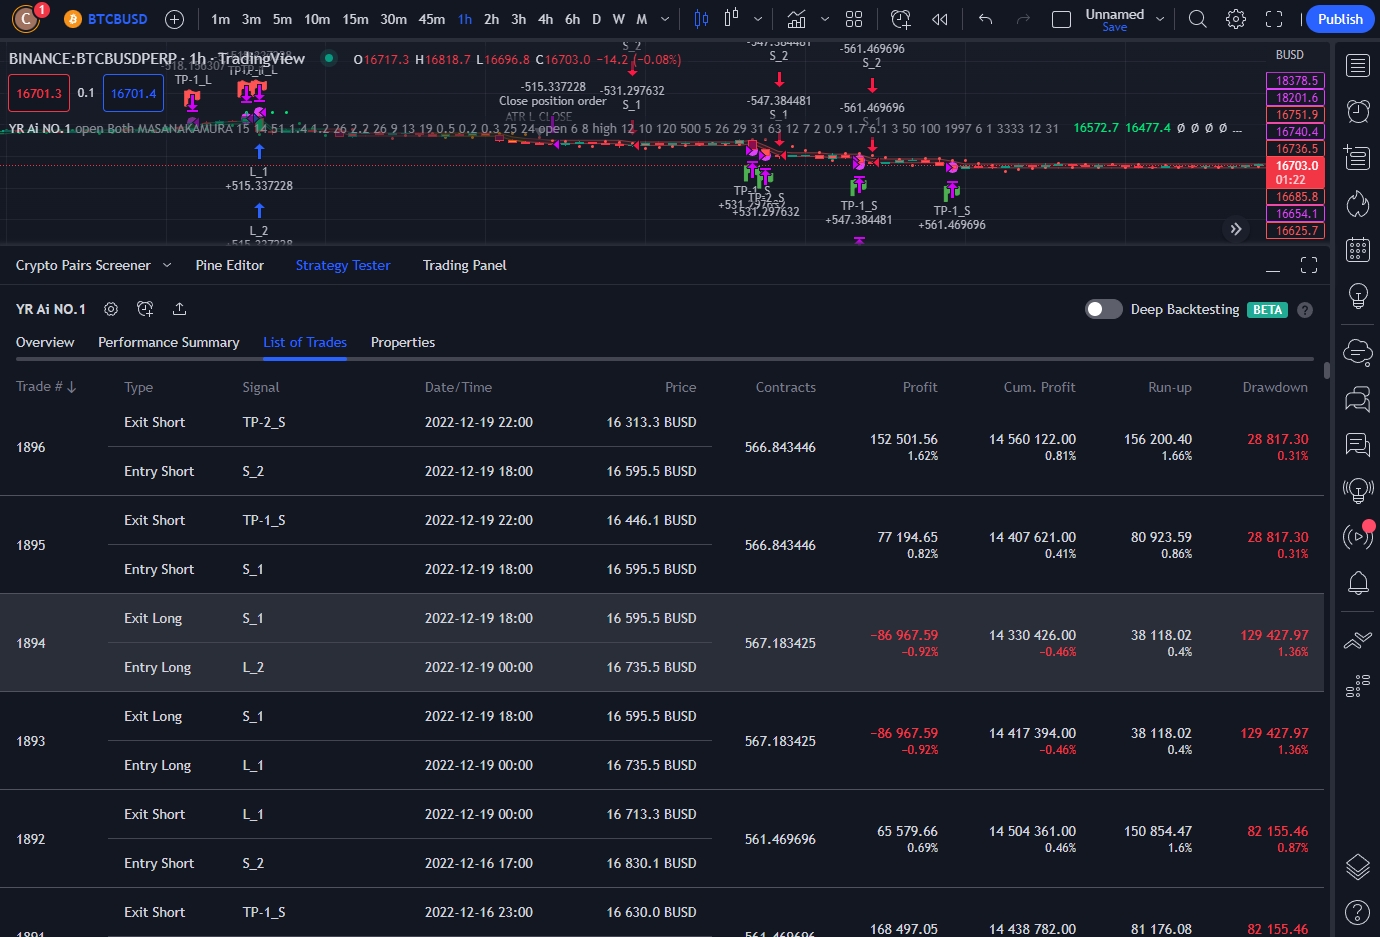 C 1 BTCBUSD 1m 3m 5m 10m 15m 30m 45m 1h 2h 3h 4h 6h D W M Unnamed Save Publish
BINANCE:BTCBUSDPERP · 1h · TradingView O16717.3 H16818.7 L16696.8 C16703.0 −14.2 (−0.08%)
16701.3 0.1 16701.4
YR Ai NO.1 open Both MASANAKAMURA 15 14.51 1.4 1.2 26 2.2 26 9 13 19 0.5 0.2 0.3 25 24 open 6 8 high 12 10 120 500 5 26 29 31 63 12 7 2 0.9 1.7 6.1 3 50 100 1997 6 1 3333 12 31 16572.7 16477.4 Ø Ø Ø Ø ...
TP-1_L
L_1
+515.337228
L_2
+515.337228
-515.337228
Close position order
ATR L CLOSE
S_2
-531.297632
S_1
-547.384481
S_2
-547.384481
S_1
-561.469696
S_2
-561.469696
S_1
TP-1_S
+531.297632
TP-2_S
+531.297632
TP-1_S
+547.384481
TP-1_S
+561.469696
BUSD
18378.5
18201.6
16751.9
16740.4
16736.5
16703.0
01:22
16685.8
16654.1
16625.7
Crypto Pairs Screener Pine Editor Strategy Tester Trading Panel
YR Ai NO.1 Deep Backtesting BETA ?
Overview Performance Summary List of Trades Properties
Trade # ↓ Type Signal Date/Time Price Contracts Profit Cum. Profit Run-up Drawdown
Exit Short TP-2_S 2022-12-19 22:00 16 313.3 BUSD
1896 566.843446 152 501.56 14 560 122.00 156 200.40 28 817.30
1.62% 0.81% 1.66% 0.31%
Entry Short S_2 2022-12-19 18:00 16 595.5 BUSD
Exit Short TP-1_S 2022-12-19 22:00 16 446.1 BUSD
1895 566.843446 77 194.65 14 407 621.00 80 923.59 28 817.30
0.82% 0.41% 0.86% 0.31%
Entry Short S_1 2022-12-19 18:00 16 595.5 BUSD
Exit Long S_1 2022-12-19 18:00 16 595.5 BUSD
1894 567.183425 −86 967.59 14 330 426.00 38 118.02 129 427.97
−0.92% −0.46% 0.4% 1.36%
Entry Long L_2 2022-12-19 00:00 16 735.5 BUSD
Exit Long S_1 2022-12-19 18:00 16 595.5 BUSD
1893 567.183425 −86 967.59 14 417 394.00 38 118.02 129 427.97
−0.92% −0.46% 0.4% 1.36%
Entry Long L_1 2022-12-19 00:00 16 735.5 BUSD
Exit Short L_1 2022-12-19 00:00 16 713.3 BUSD
1892 561.469696 65 579.66 14 504 361.00 150 854.47 82 155.46
0.69% 0.46% 1.6% 0.87%
Entry Short S_2 2022-12-16 17:00 16 830.1 BUSD
Exit Short TP-1_S 2022-12-16 23:00 16 630.0 BUSD
1891 561.469696 168 497.05 14 438 782.00 81 176.08 82 155.46